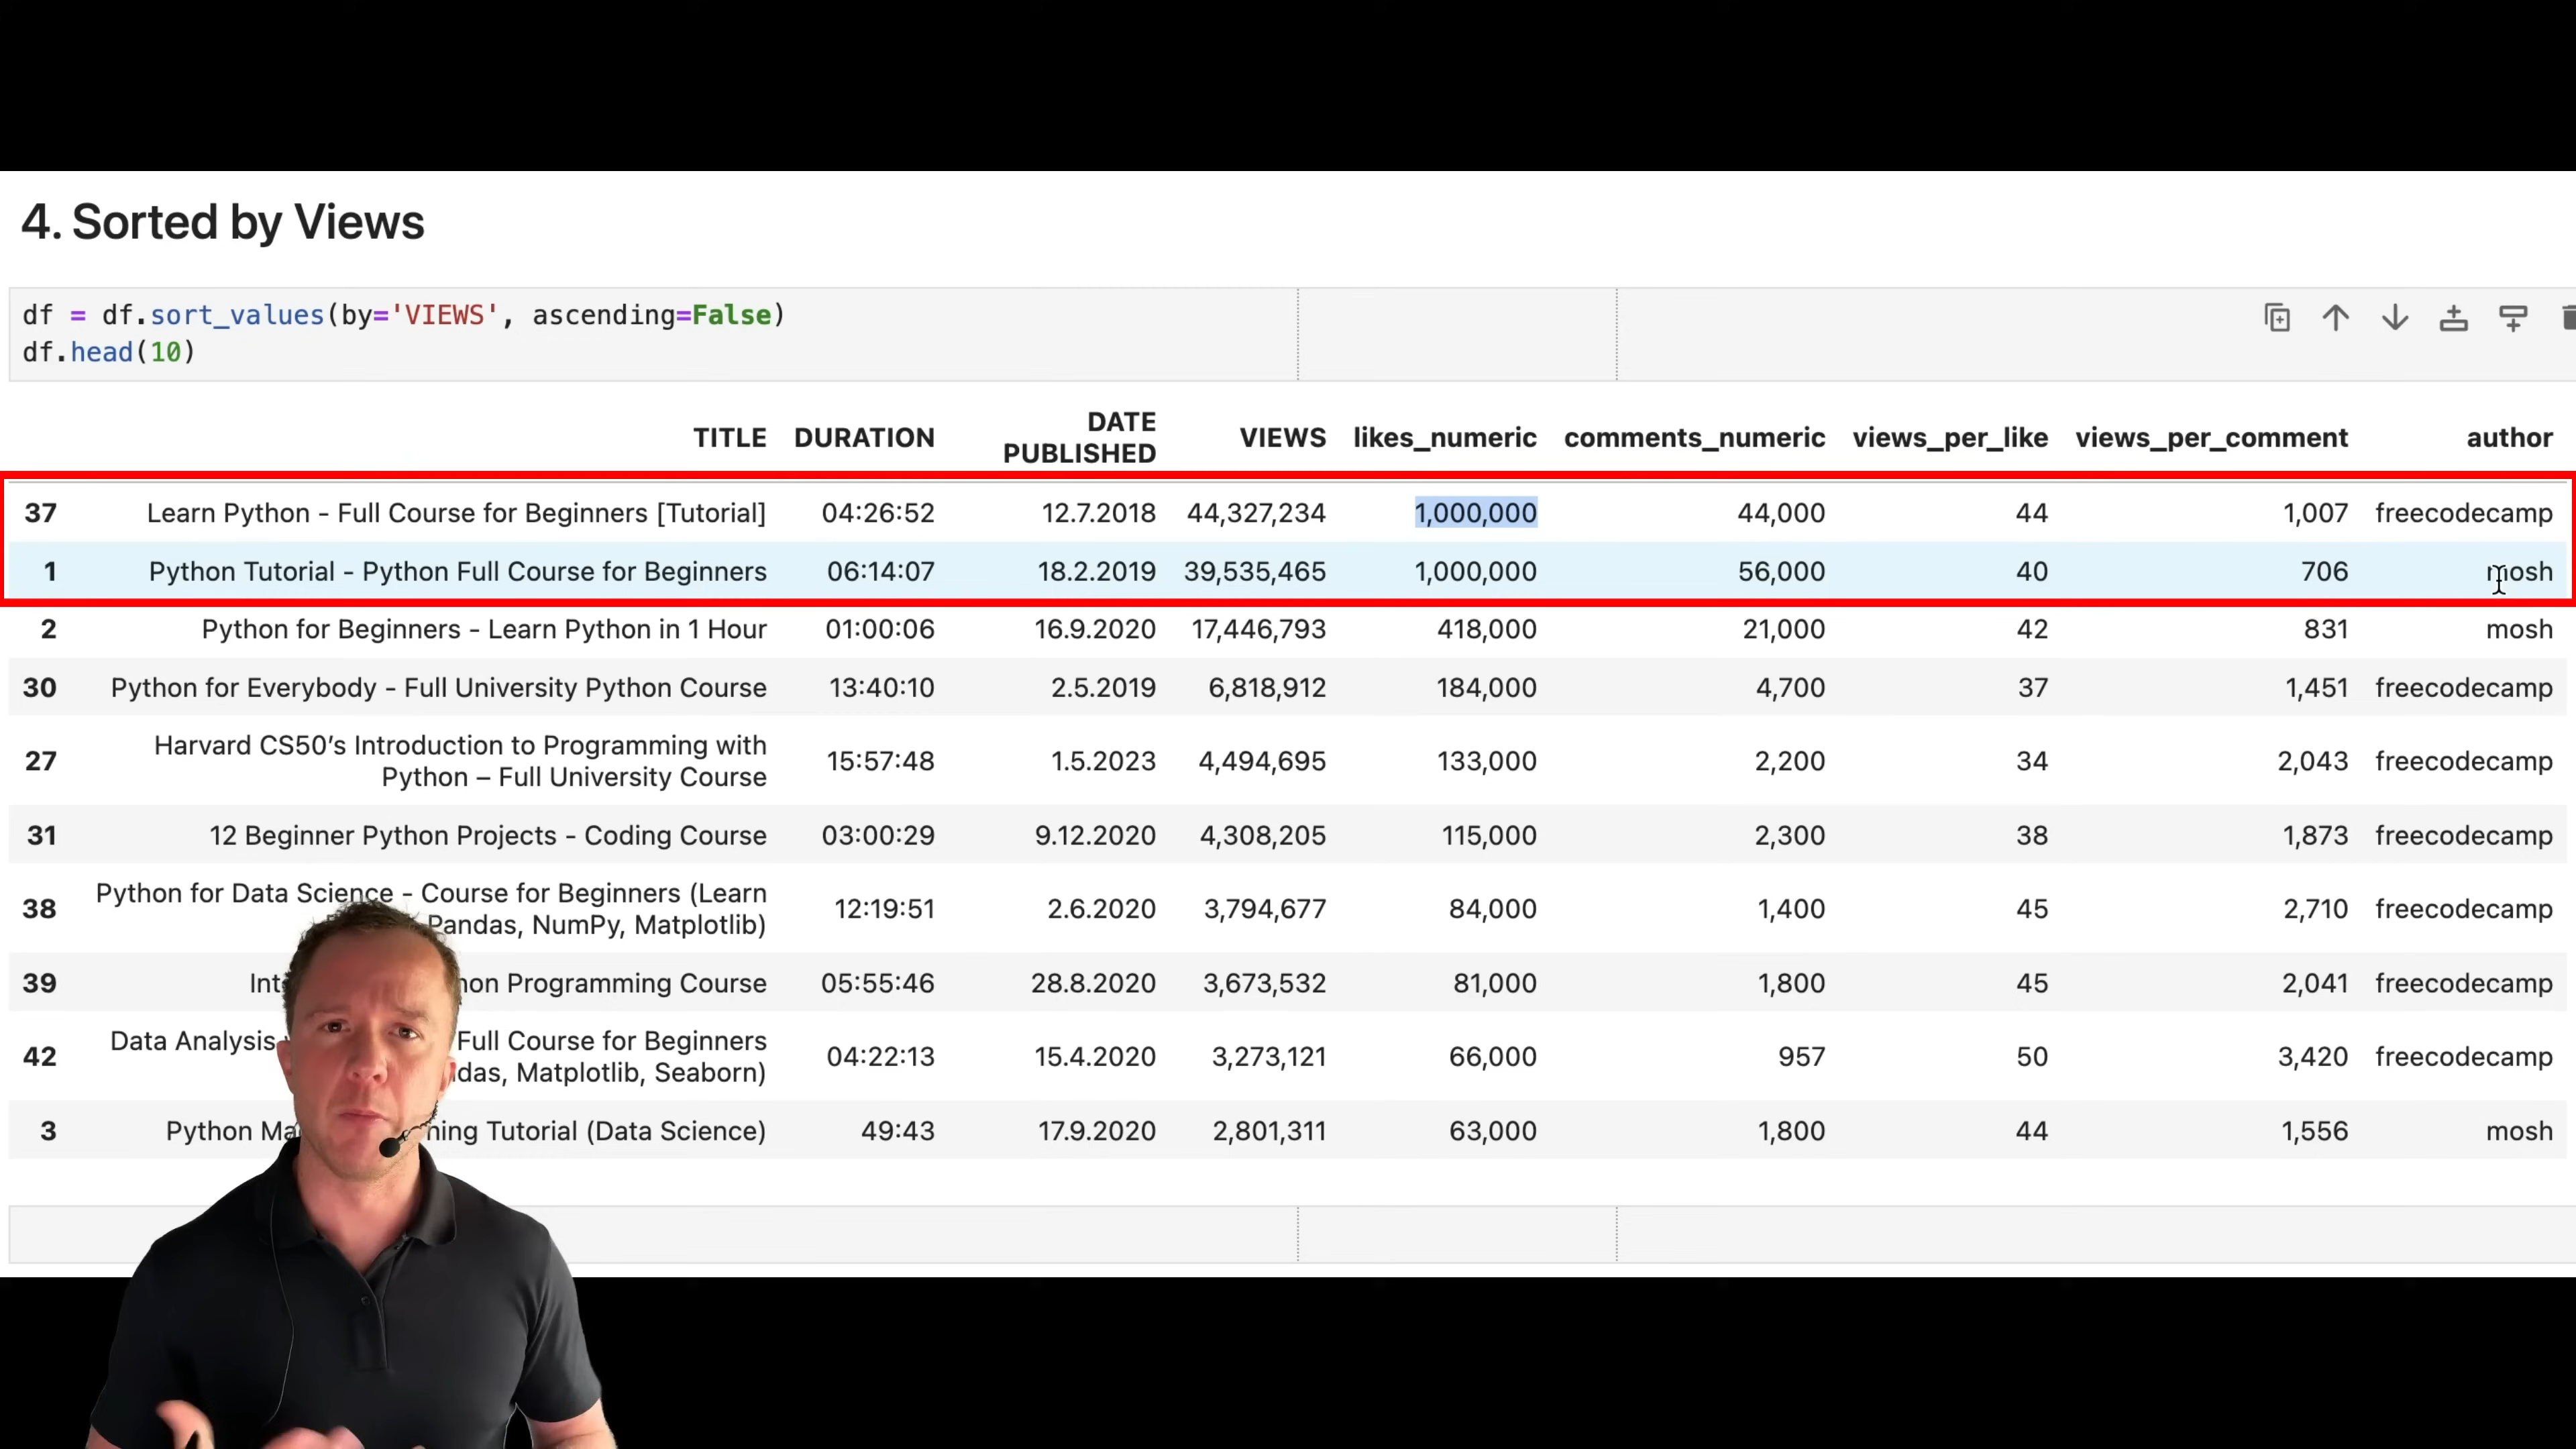 4. Sorted by Views
df = df.sort_values(by='VIEWS', ascending=False)
df.head(10)
TITLE DURATION DATE PUBLISHED VIEWS likes_numeric comments_numeric views_per_like views_per_comment author
37 Learn Python - Full Course for Beginners [Tutorial] 04:26:52 12.7.2018 44,327,234 1,000,000 44,000 44 1,007 freecodecamp
1 Python Tutorial - Python Full Course for Beginners 06:14:07 18.2.2019 39,535,465 1,000,000 56,000 40 706 mosh
2 Python for Beginners - Learn Python in 1 Hour 01:00:06 16.9.2020 17,446,793 418,000 21,000 42 831 mosh
30 Python for Everybody - Full University Python Course 13:40:10 2.5.2019 6,818,912 184,000 4,700 37 1,451 freecodecamp
27 Harvard CS50’s Introduction to Programming with
Python – Full University Course 15:57:48 1.5.2023 4,494,695 133,000 2,200 34 2,043 freecodecamp
31 12 Beginner Python Projects - Coding Course 03:00:29 9.12.2020 4,308,205 115,000 2,300 38 1,873 freecodecamp
38 Python for Data Science - Course for Beginners (Learn
Pandas, NumPy, Matplotlib) 12:19:51 2.6.2020 3,794,677 84,000 1,400 45 2,710 freecodecamp
39 Programming Course 05:55:46 28.8.2020 3,673,532 81,000 1,800 45 2,041 freecodecamp
42 Data Analysis Full Course for Beginners
Matplotlib, Seaborn) 04:22:13 15.4.2020 3,273,121 66,000 957 50 3,420 freecodecamp
3 Python Tutorial (Data Science) 49:43 17.9.2020 2,801,311 63,000 1,800 44 1,556 mosh